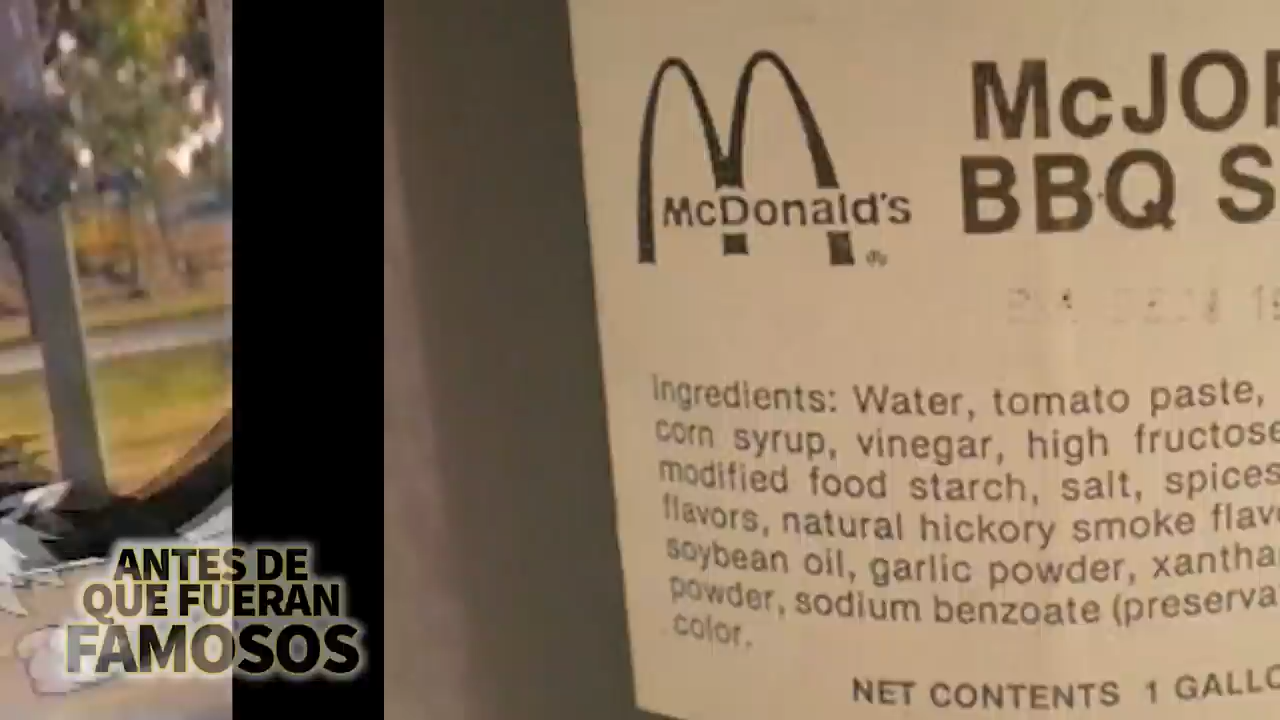 McDonald's
McJOR
BBQ S
Ingredients: Water, tomato paste,
corn syrup, vinegar, high fructose
modified food starch, salt, spices
flavors, natural hickory smoke flav
soybean oil, garlic powder, xantha
powder, sodium benzoate (preserva
color.
NET CONTENTS 1 GALLO
ANTES DE
QUE FUERAN
FAMOSOS